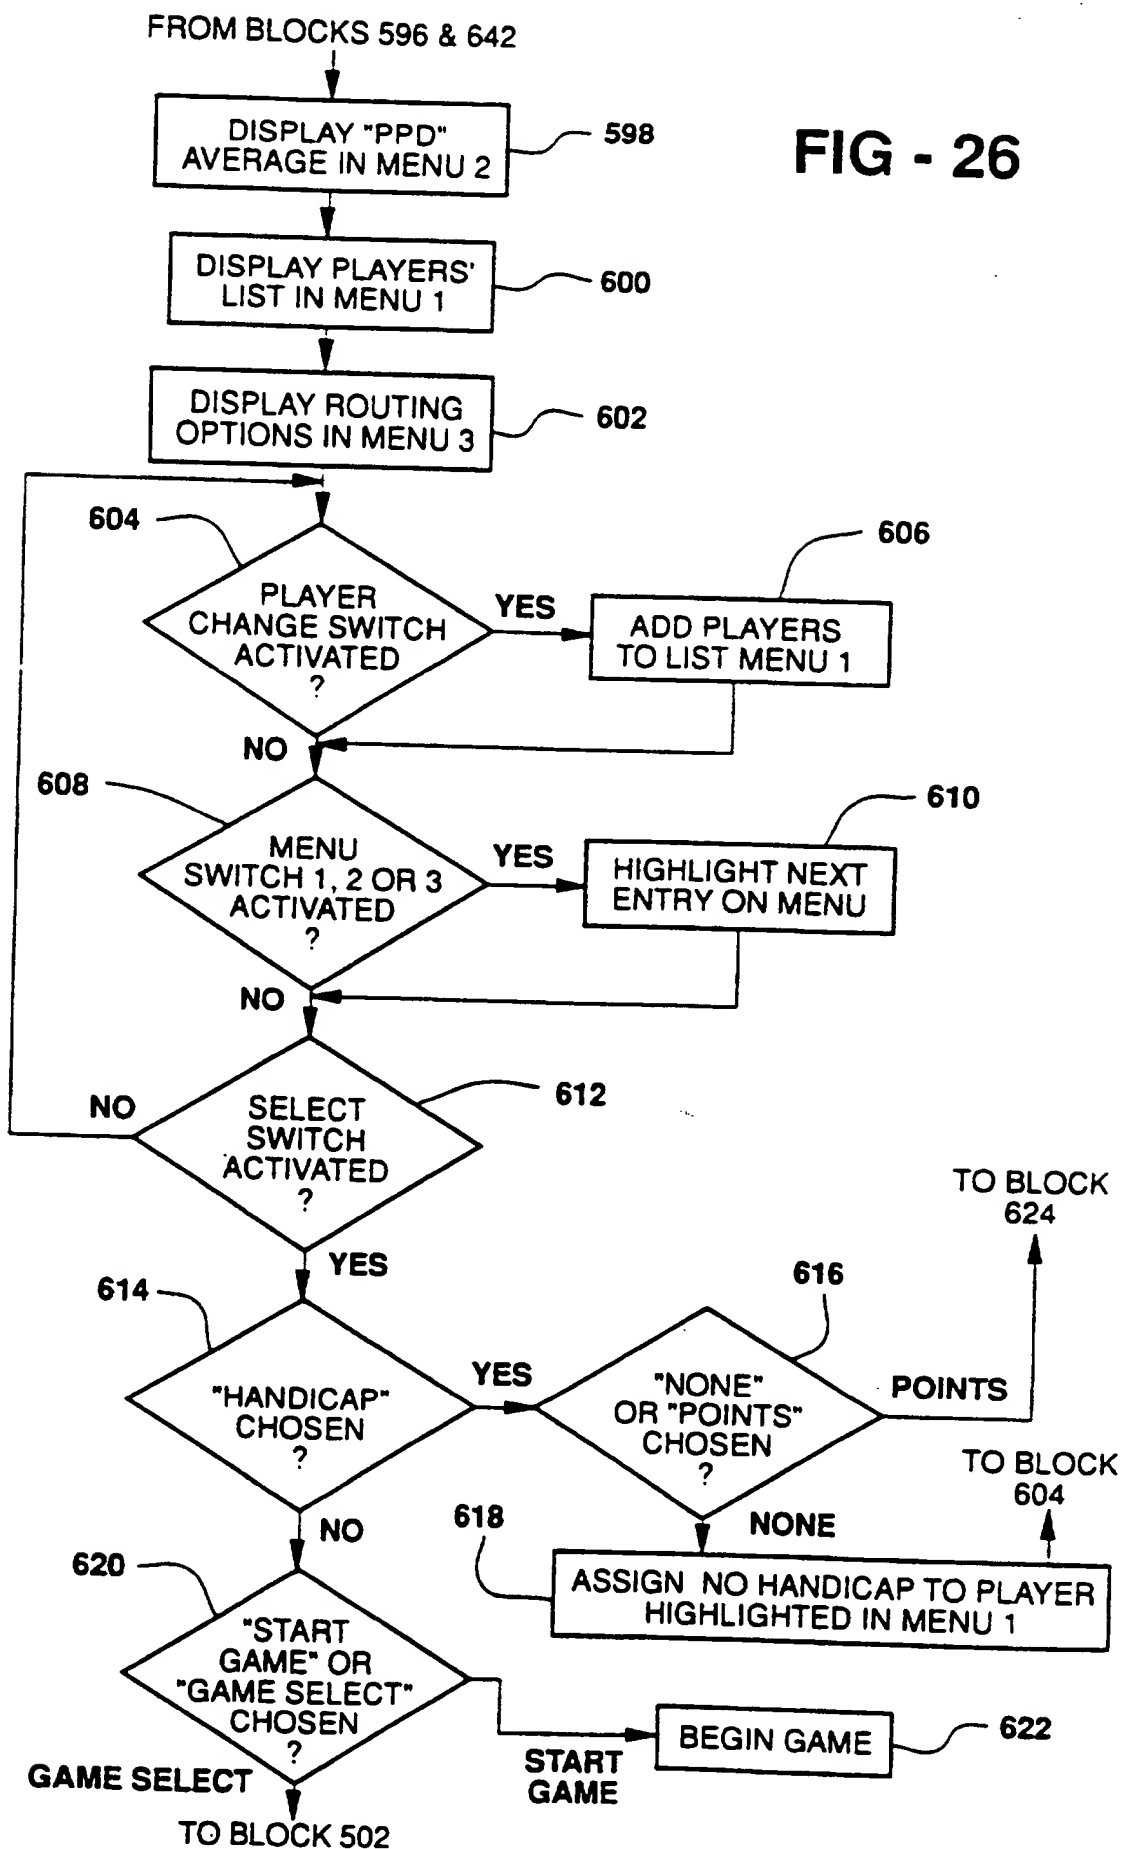 FROM BLOCKS 596 & 642
DISPLAY "PPD"
AVERAGE IN MENU 2
598
FIG - 26
DISPLAY PLAYERS'
LIST IN MENU 1
600
DISPLAY ROUTING
OPTIONS IN MENU 3
602
604
PLAYER
CHANGE SWITCH
ACTIVATED
?
YES
606
ADD PLAYERS
TO LIST MENU 1
NO
608
MENU
SWITCH 1, 2 OR 3
ACTIVATED
?
YES
610
HIGHLIGHT NEXT
ENTRY ON MENU
NO
612
SELECT
SWITCH
ACTIVATED
?
NO
YES
614
"HANDICAP"
CHOSEN
?
YES
616
"NONE"
OR "POINTS"
CHOSEN
?
POINTS
TO BLOCK
624
NONE
TO BLOCK
604
618
ASSIGN NO HANDICAP TO PLAYER
HIGHLIGHTED IN MENU 1
NO
620
"START
GAME" OR
"GAME SELECT"
CHOSEN
?
START
GAME
BEGIN GAME
622
GAME SELECT
TO BLOCK 502